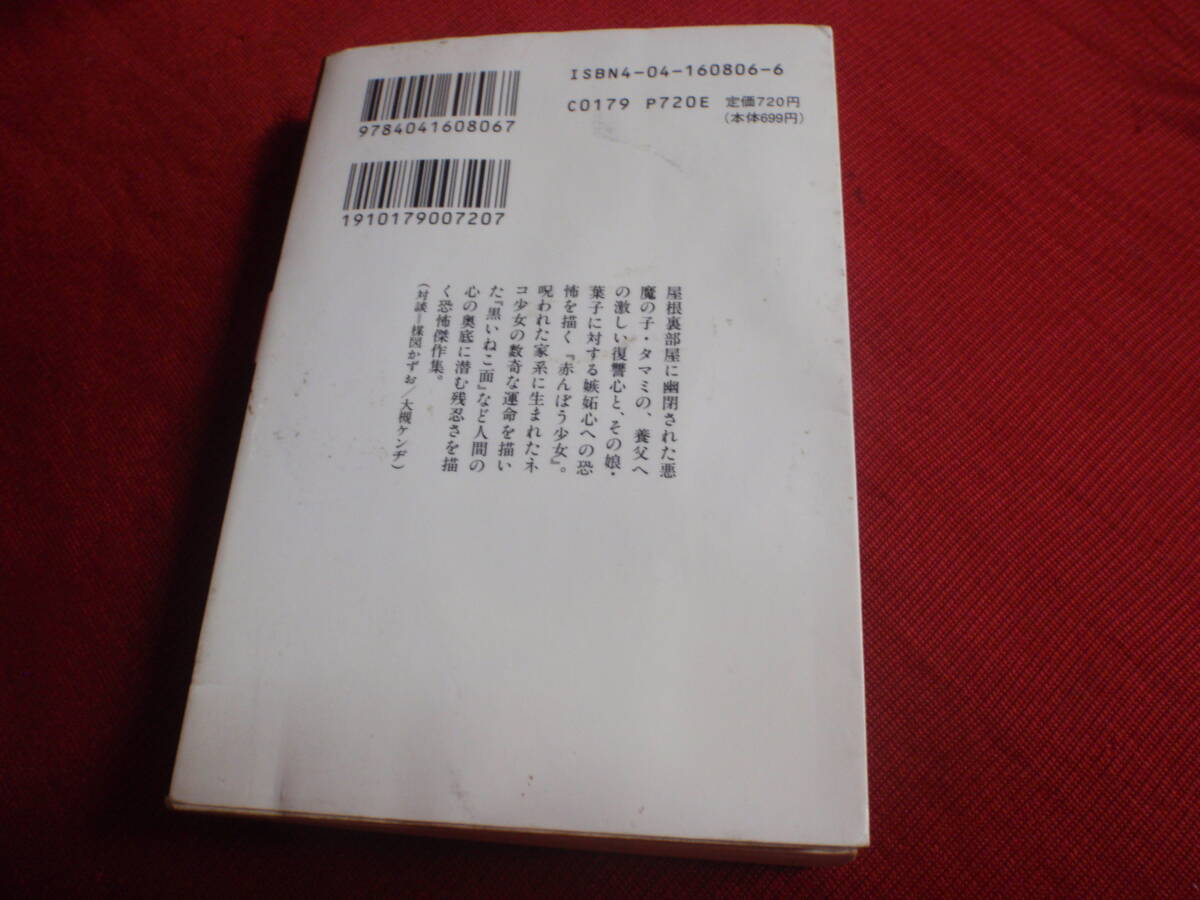 ISBN4-04-160806-6
C0179 P720E 定価720円
(本体699円)
9784041608067
1910179007207
屋根裏部屋に幽閉された悪
魔の子・タマミの、養父へ
の激しい復讐心と、その娘・
葉子に対する嫉妬心への恐
怖を描く『赤んぼう少女』。
呪われた家系に生まれたネ
コ少女の数奇な運命を描い
た『黒いねこ面』など人間の
心の奥底に潜む残忍さを描
く恐怖傑作集。
(対談=楳図かずお/大槻ケンヂ)